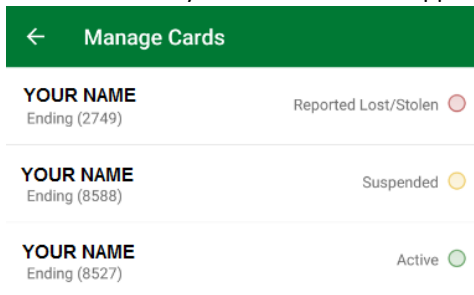 ← Manage Cards
YOUR NAME
Reported Lost/Stolen
Ending (2749)
YOUR NAME
Suspended
Ending (8588)
YOUR NAME
Active
Ending (8527)